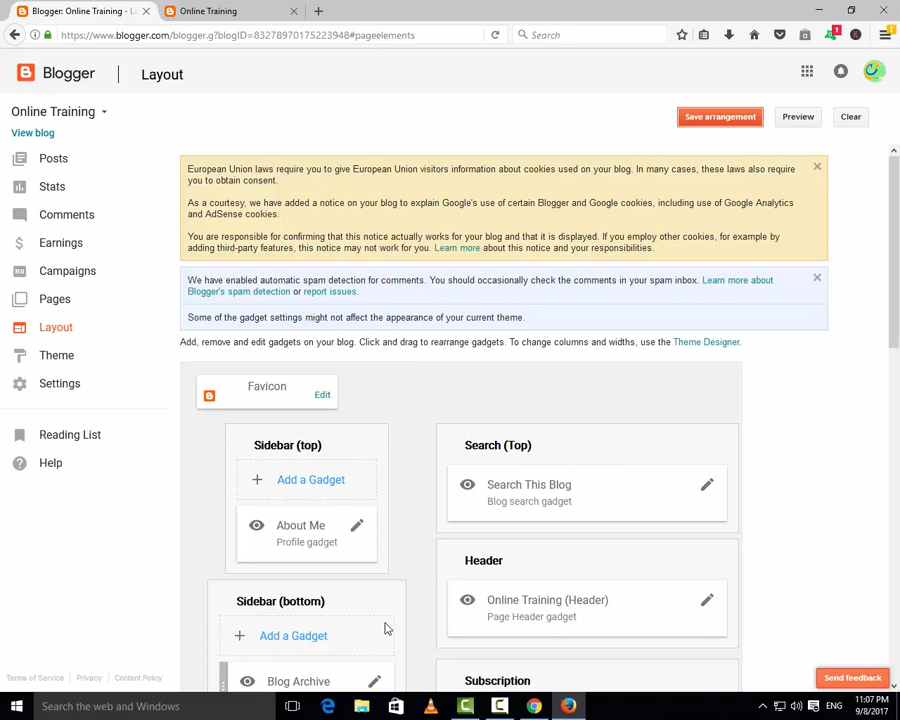 Blogger: Online Training - La
Online Training
https://www.blogger.com/blogger.g?blogID=83278970175223948#pageelements
Search
1
Blogger
Layout
Online Training
Save arrangement
Preview
Clear
View blog
Posts
Stats
Comments
Earnings
Campaigns
Pages
Layout
Theme
Settings
Reading List
Help
European Union laws require you to give European Union visitors information about cookies used on your blog. In many cases, these laws also require
you to obtain consent.
As a courtesy, we have added a notice on your blog to explain Google's use of certain Blogger and Google cookies, including use of Google Analytics
and AdSense cookies.
You are responsible for confirming that this notice actually works for your blog and that it is displayed. If you employ other cookies, for example by
adding third-party features, this notice may not work for you. Learn more about this notice and your responsibilities.
We have enabled automatic spam detection for comments. You should occasionally check the comments in your spam inbox. Learn more about
Blogger's spam detection or report issues.
Some of the gadget settings might not affect the appearance of your current theme.
Add, remove and edit gadgets on your blog. Click and drag to rearrange gadgets. To change columns and widths, use the Theme Designer.
Favicon
Edit
Sidebar (top)
Add a Gadget
About Me
Profile gadget
Sidebar (bottom)
Add a Gadget
Blog Archive
Search (Top)
Search This Blog
Blog search gadget
Header
Online Training (Header)
Page Header gadget
Subscription
Terms of Service
Privacy
Content Policy
Send feedback
Search the web and Windows
ENG
11:07 PM
9/8/2017